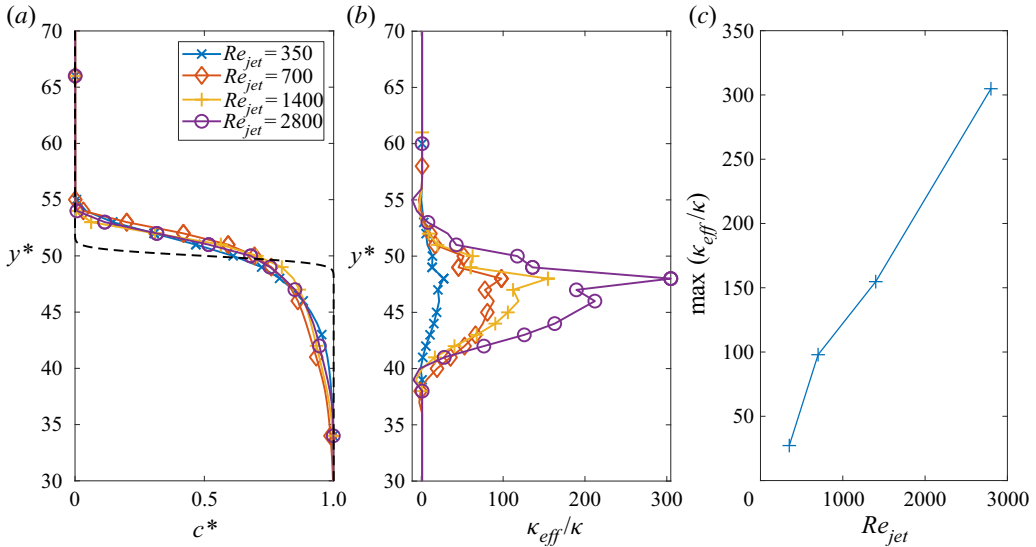 (a)
70
65
60
55
50
45
40
35
30
y*
0
0.5
1.0
c*
Re_jet = 350
Re_jet = 700
Re_jet = 1400
Re_jet = 2800
(b)
70
65
60
55
50
45
40
35
30
y*
0
100
200
300
κ_eff/κ
(c)
350
300
250
200
150
100
50
max (κ_eff/κ)
0
1000
2000
3000
Re_jet